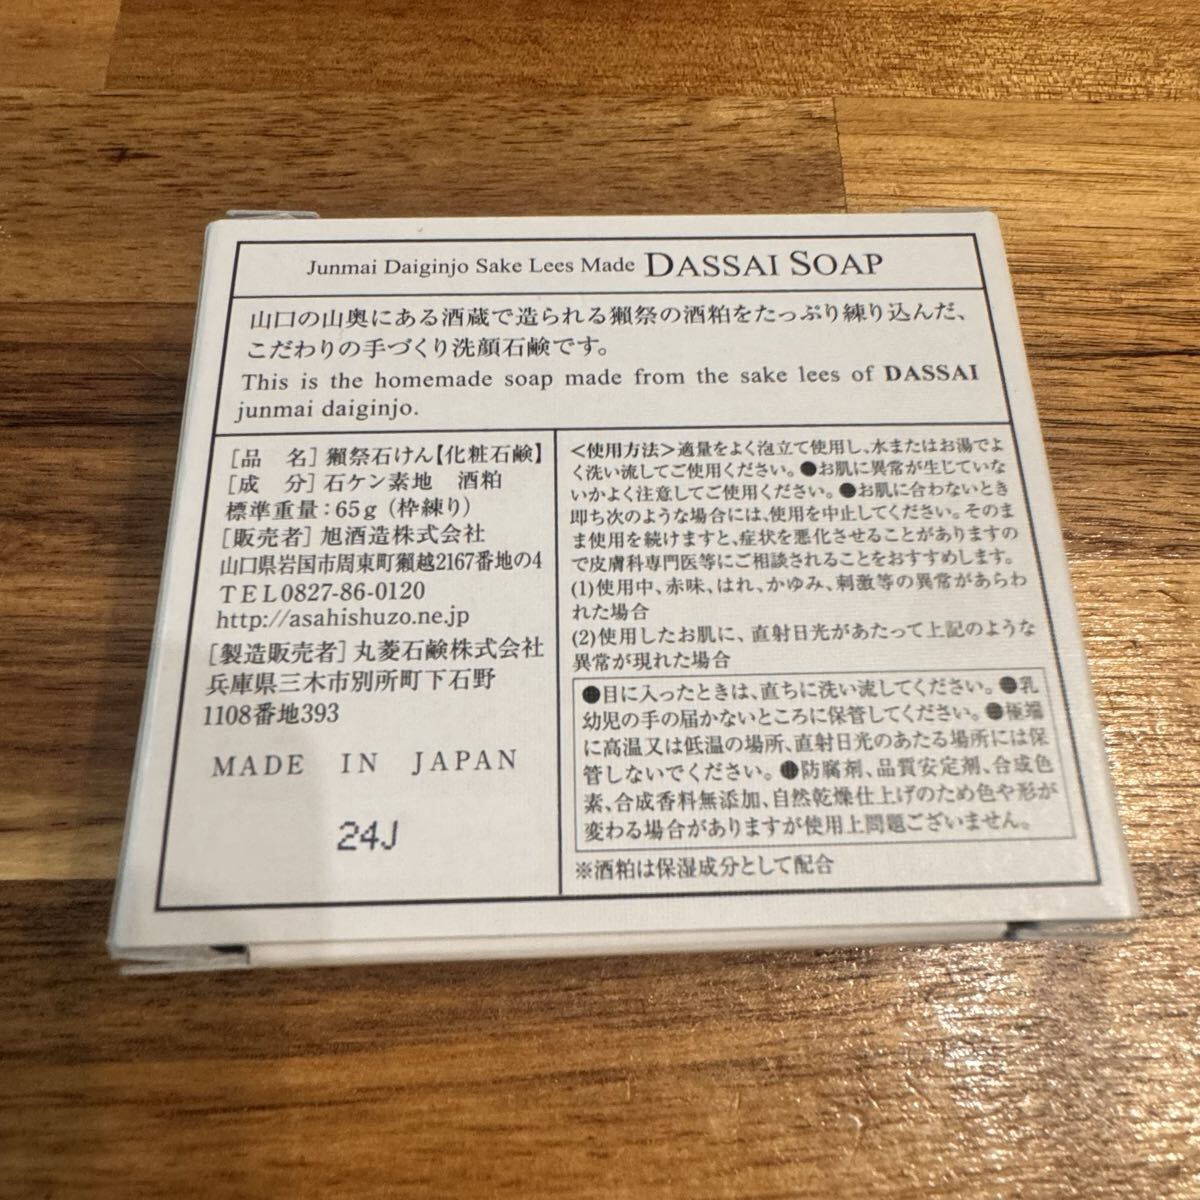 Junmai Daiginjo Sake Lees Made DASSAI SOAP
山口の山奥にある酒蔵で造られる獺祭の酒粕をたっぷり練り込んだ、
こだわりの手づくり洗顔石鹸です。
This is the homemade soap made from the sake lees of DASSAI
junmai daiginjo.
[品　名] 獺祭石けん【化粧石鹸】
[成　分] 石ケン素地　酒粕
標準重量：65g (枠練り)
[販売者] 旭酒造株式会社
山口県岩国市周東町獺越2167番地の4
TEL0827-86-0120
http://asahishuzo.ne.jp
[製造販売者] 丸菱石鹸株式会社
兵庫県三木市別所町下石野
1108番地393
MADE IN JAPAN
24J
＜使用方法＞適量をよく泡立て使用し、水またはお湯でよ
く洗い流してご使用ください。●お肌に異常が生じていな
いかよく注意してご使用ください。●お肌に合わないとき
即ち次のような場合には、使用を中止してください。そのま
ま使用を続けますと、症状を悪化させることがありますの
で皮膚科専門医等にご相談されることをおすすめします。
(1)使用中、赤味、はれ、かゆみ、刺激等の異常があらわ
れた場合
(2)使用したお肌に、直射日光があたって上記のような
異常が現れた場合
●目に入ったときは、直ちに洗い流してください。●乳
幼児の手の届かないところに保管してください。●極端
に高温又は低温の場所、直射日光のあたる場所には保
管しないでください。●防腐剤、品質安定剤、合成色
素、合成香料無添加、自然乾燥仕上げのため色や形が
変わる場合がありますが使用上問題ございません。
※酒粕は保湿成分として配合